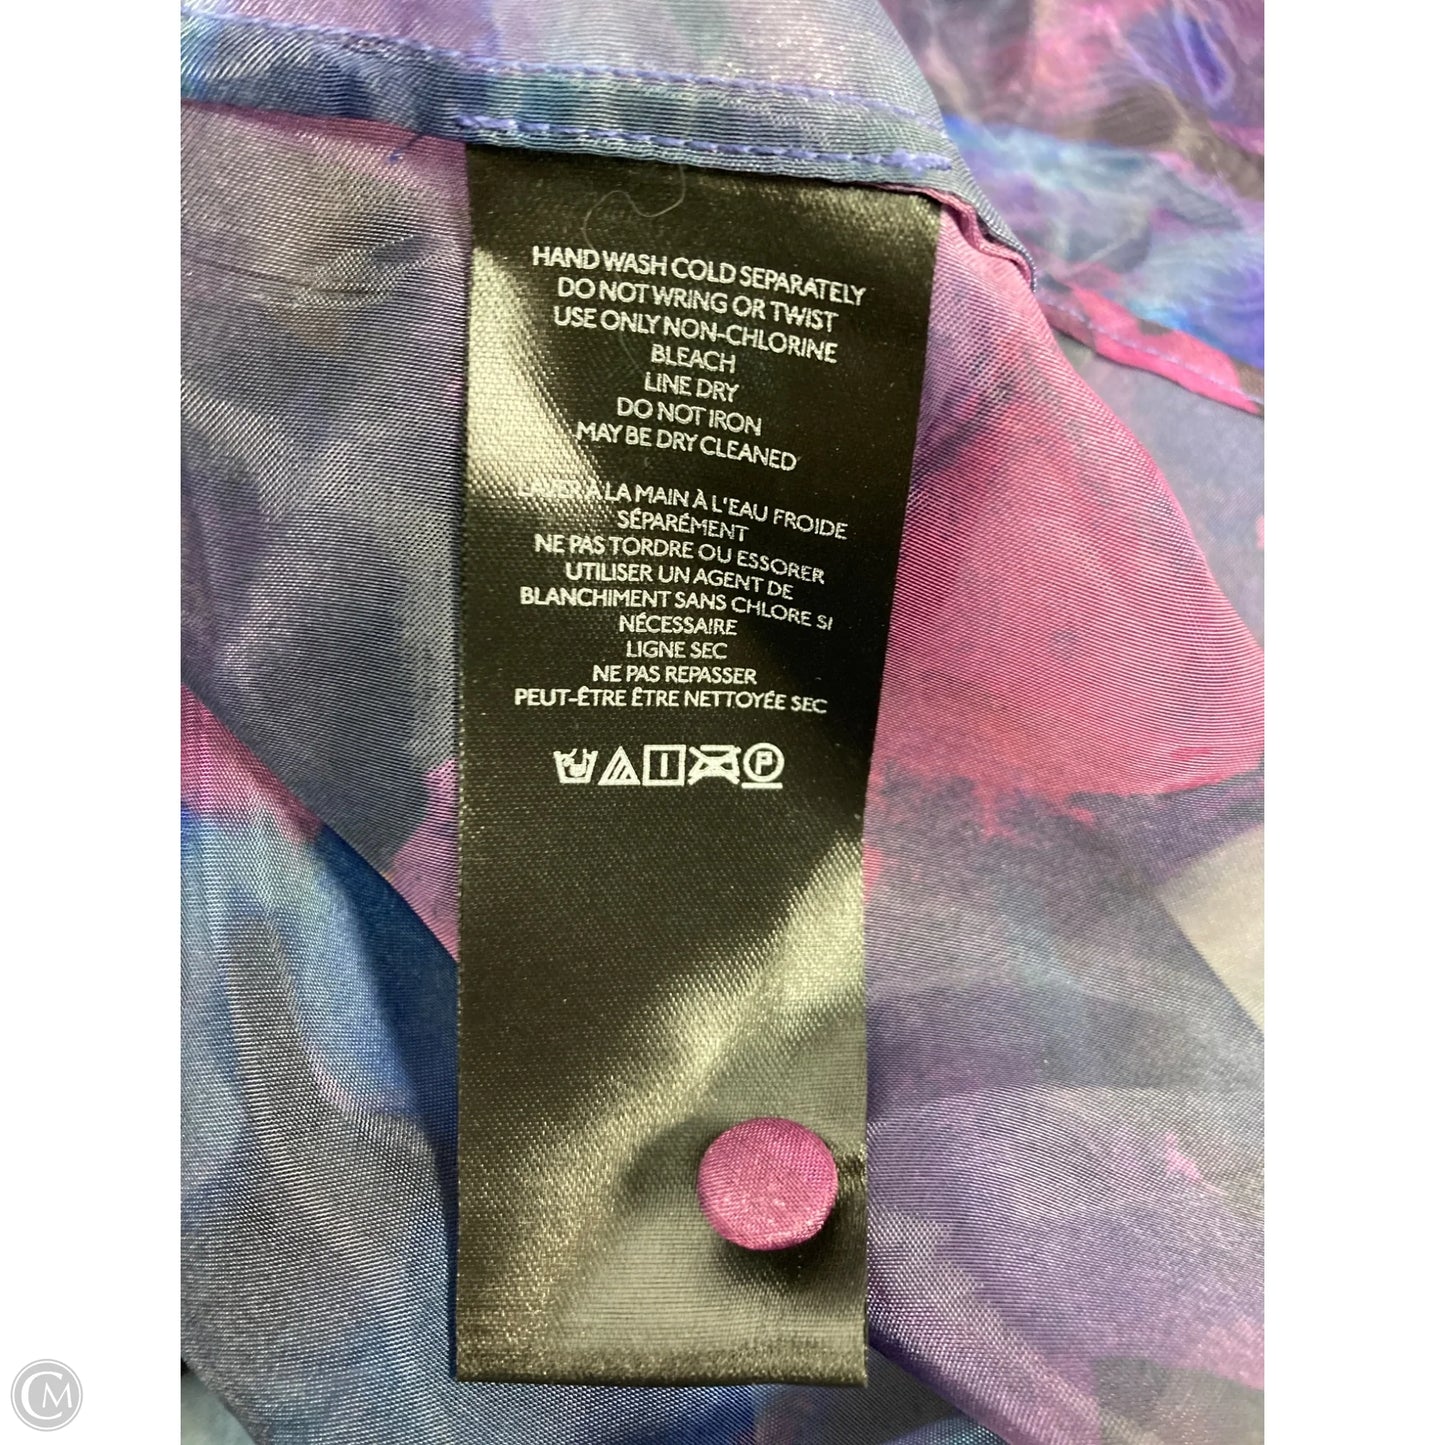 HAND WASH COLD SEPARATELY
DO NOT WRING OR TWIST
USE ONLY NON-CHLORINE
BLEACH
LINE DRY
DO NOT IRON
MAY BE DRY CLEANED
À LA MAIN À L'EAU FROIDE
SÉPARÉMENT
NE PAS TORDRE OU ESSORER
UTILISER UN AGENT DE
BLANCHIMENT SANS CHLORE SI
NÉCESSAIRE
LIGNE SEC
NE PAS REPASSER
PEUT-ÊTRE ÊTRE NETTOYÉE SEC
P
CM